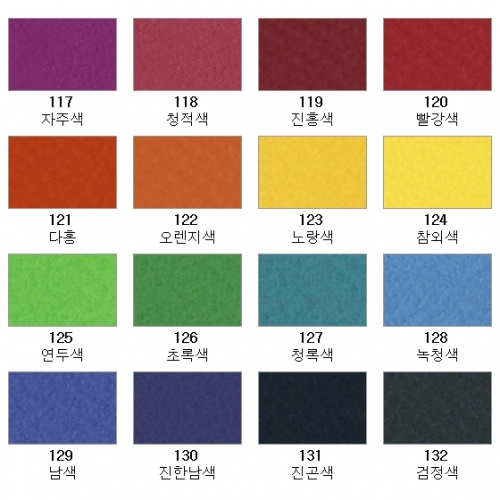 117 118 119 120
자주색 청적색 진홍색 빨강색
121 122 123 124
다홍 오렌지색 노랑색 참외색
125 126 127 128
연두색 초록색 청록색 녹청색
129 130 131 132
남색 진한남색 진곤색 검정색